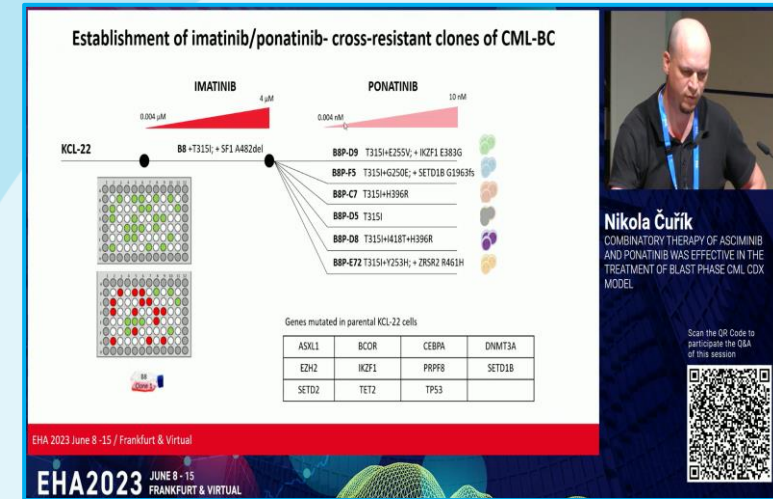 Establishment of imatinib/ponatinib- cross-resistant clones of CML-BC
IMATINIB
0.004 µM
4 µM
PONATINIB
0.004 nM
10 nM
KCL-22
B8 +T315I; + SF1 A482del
B8P-D9 T315I+E255V; + IKZF1 E383G
B8P-F5 T315I+G250E; + SETD1B G1963fs
B8P-C7 T315I+H396R
B8P-D5 T315I
B8P-D8 T315I+I418T+H396R
B8P-E72 T315I+Y253H; + ZRSR2 R461H
B8
Clone 1
Genes mutated in parental KCL-22 cells
ASXL1 BCOR CEBPA DNMT3A
EZH2 IKZF1 PRPF8 SETD1B
SETD2 TET2 TP53
EHA 2023 June 8 -15 / Frankfurt & Virtual
EHA2023 JUNE 8 - 15
FRANKFURT & VIRTUAL
Nikola Čuřík
COMBINATORY THERAPY OF ASCIMINIB
AND PONATINIB WAS EFFECTIVE IN THE
TREATMENT OF BLAST PHASE CML CDX
MODEL
Scan the QR Code to
participate the Q&A
of this session